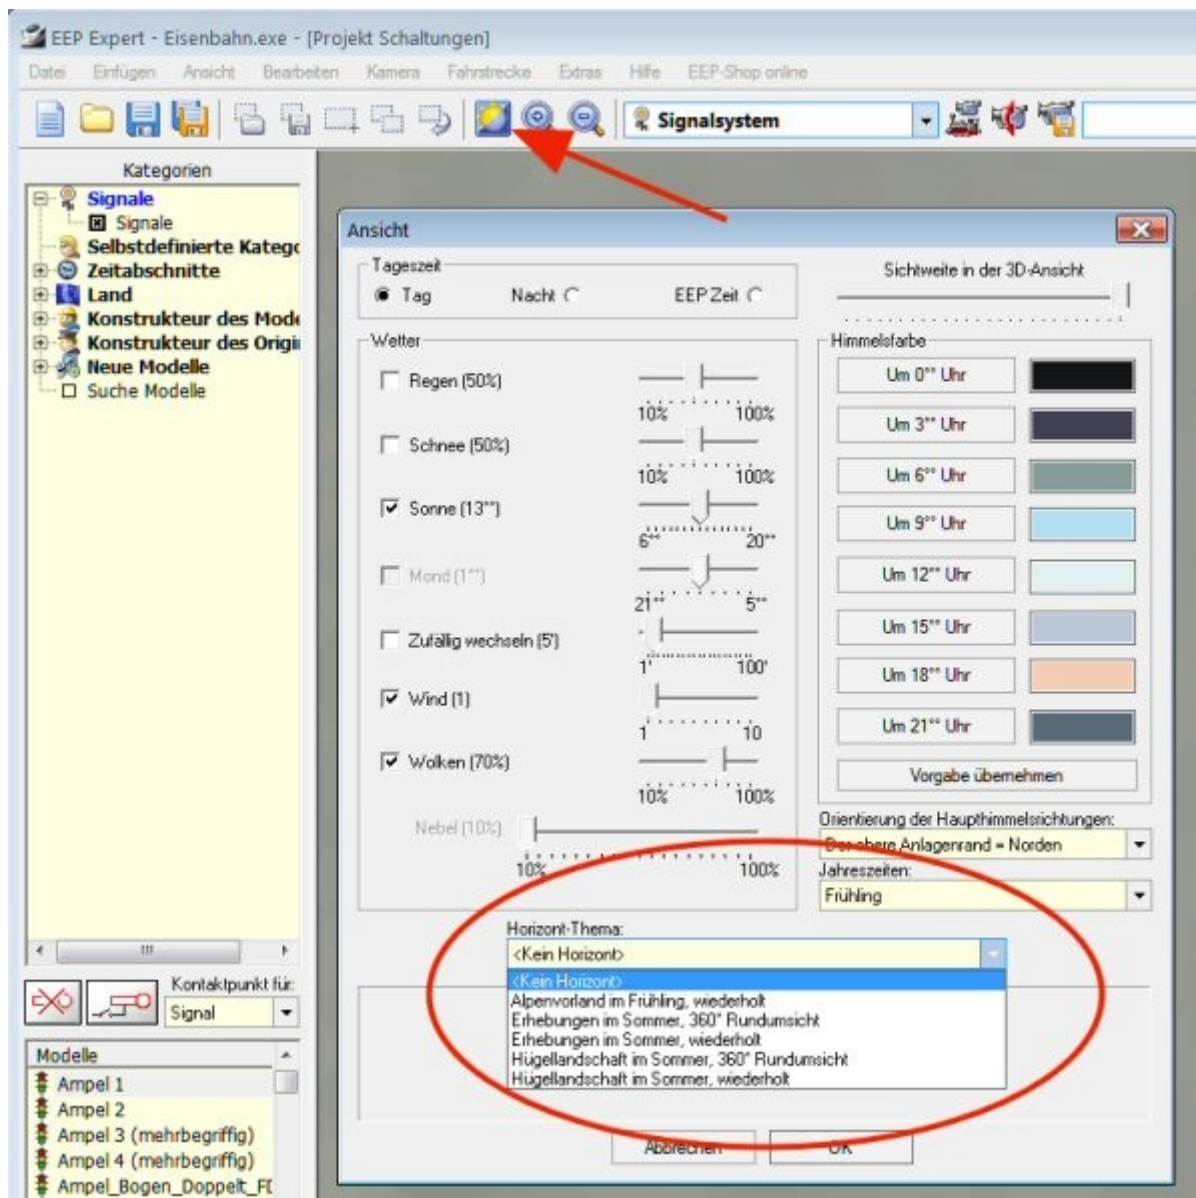 EEP Expert - Eisenbahn.exe - [Projekt Schaltungen]
Datei Einfügen Ansicht Bearbeiten Kamera Fahrstrecke Extras Hilfe EEP-Shop online
Signalsystem
Kategorien
Signale
Signale
Selbstdefinierte Katego
Zeitabschnitte
Land
Konstrukteur des Mode
Konstrukteur des Origi
Neue Modelle
Suche Modelle
Kontaktpunkt für:
Signal
Modelle
Ampel 1
Ampel 2
Ampel 3 (mehrbegriffig)
Ampel 4 (mehrbegriffig)
Ampel_Bogen_Doppelt_FD
Ansicht
Tageszeit
Tag Nacht EEP Zeit
Wetter
Regen (50%)
10% 100%
Schnee (50%)
10% 100%
Sonne (13°°)
6°° 20°°
Mond (1°°)
21°° 5°°
Zufällig wechseln (5')
1' 100'
Wind (1)
1 10
Wolken (70%)
10% 100%
Nebel (10%)
10% 100%
Sichtweite in der 3D-Ansicht
Himmelsfarbe
Um 0°° Uhr
Um 3°° Uhr
Um 6°° Uhr
Um 9°° Uhr
Um 12°° Uhr
Um 15°° Uhr
Um 18°° Uhr
Um 21°° Uhr
Vorgabe übernehmen
Orientierung der Haupthimmelsrichtungen:
Der obere Anlagenrand = Norden
Jahreszeiten:
Frühling
Horizont-Thema:
<Kein Horizont>
<Kein Horizont>
Alpenvorland im Frühling, wiederholt
Erhebungen im Sommer, 360° Rundumsicht
Erhebungen im Sommer, wiederholt
Hügellandschaft im Sommer, 360° Rundumsicht
Hügellandschaft im Sommer, wiederholt
Abbrechen OK